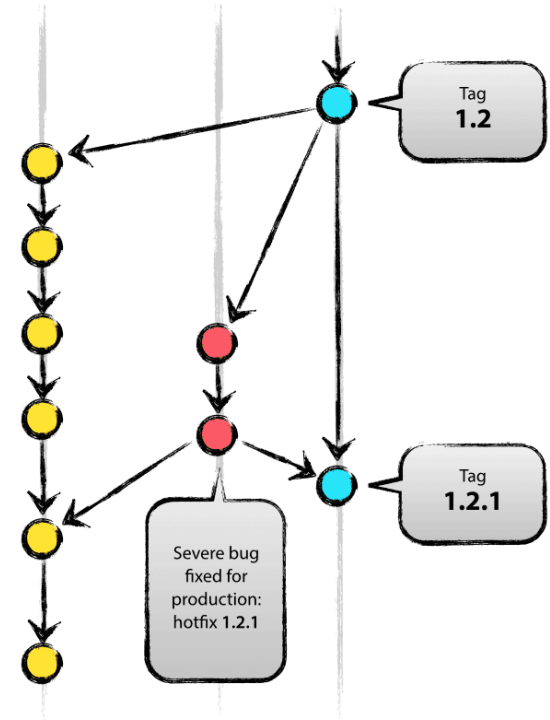 Tag
1.2
Tag
1.2.1
Severe bug
fixed for
production:
hotfix 1.2.1